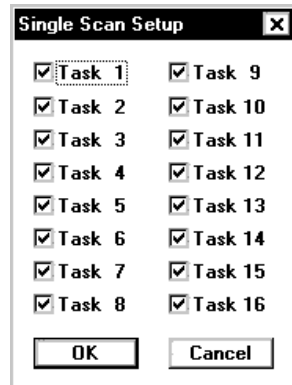 Single Scan Setup
Task 1
Task 2
Task 3
Task 4
Task 5
Task 6
Task 7
Task 8
Task 9
Task 10
Task 11
Task 12
Task 13
Task 14
Task 15
Task 16
OK
Cancel